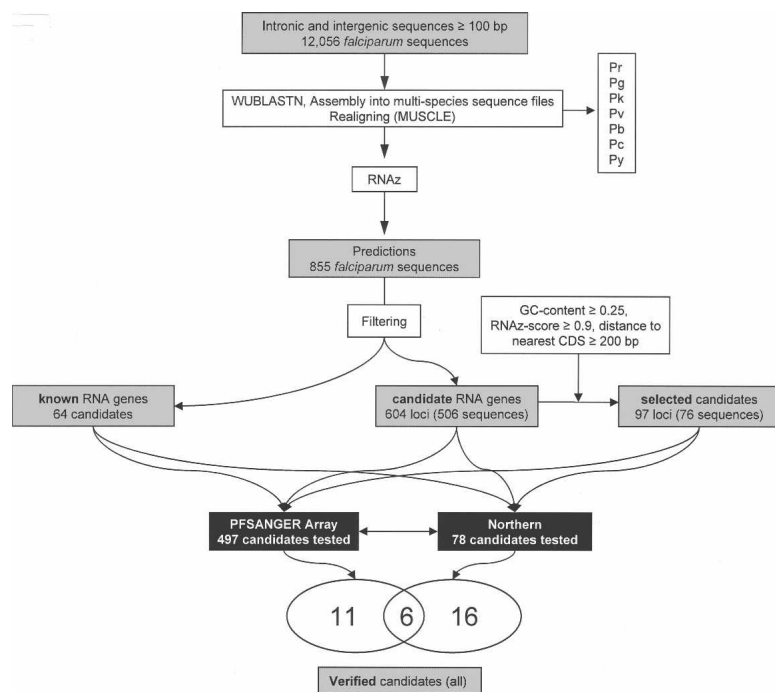 Intronic and intergenic sequences ≥ 100 bp
12,056 falciparum sequences
WUBLASTN, Assembly into multi-species sequence files
Realigning (MUSCLE)
Pr
Pg
Pk
Pv
Pb
Pc
Py
RNAz
Predictions
855 falciparum sequences
Filtering
GC-content ≥ 0.25,
RNAz-score ≥ 0.9, distance to
nearest CDS ≥ 200 bp
known RNA genes
64 candidates
candidate RNA genes
604 loci (506 sequences)
selected candidates
97 loci (76 sequences)
PFSANGER Array
497 candidates tested
Northern
78 candidates tested
11
6
16
Verified candidates (all)